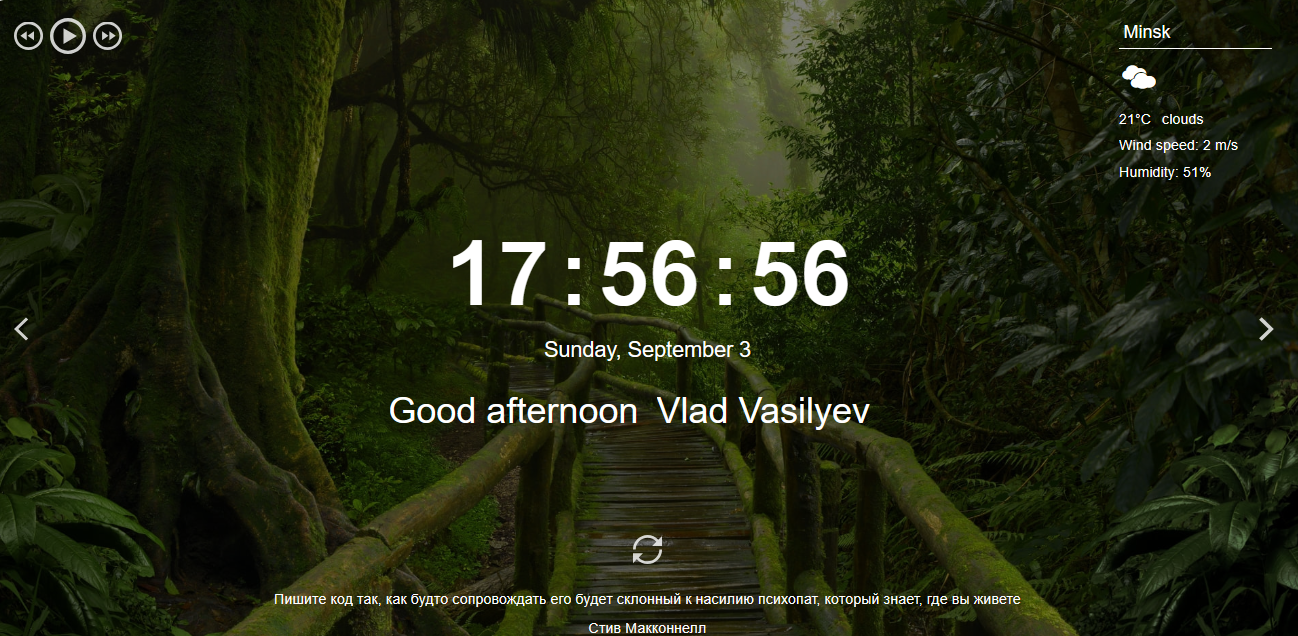 Minsk
21°C clouds
Wind speed: 2 m/s
Humidity: 51%
17:56:56
Sunday, September 3
Good afternoon Vlad Vasilyev
Пишите код так, как будто сопровождать его будет склонный к насилию психопат, который знает, где вы живете
Стив Макконнелл